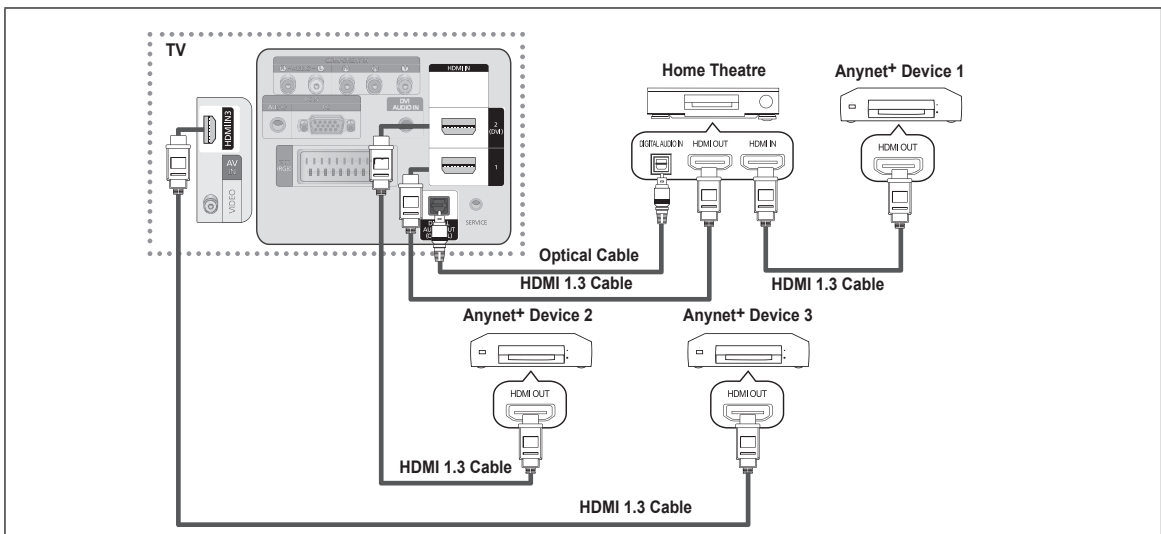 TV
HDMI IN
DVI
AUDIO IN
2
(DVI)
1
HDMI IN3
AV
IN
VIDEO
SERVICE
Home Theatre
Anynet+ Device 1
DIGITAL AUDIO IN
HDMI OUT
HDMI IN
HDMI OUT
Optical Cable
HDMI 1.3 Cable
HDMI 1.3 Cable
Anynet+ Device 2
Anynet+ Device 3
HDMI OUT
HDMI OUT
HDMI 1.3 Cable
HDMI 1.3 Cable